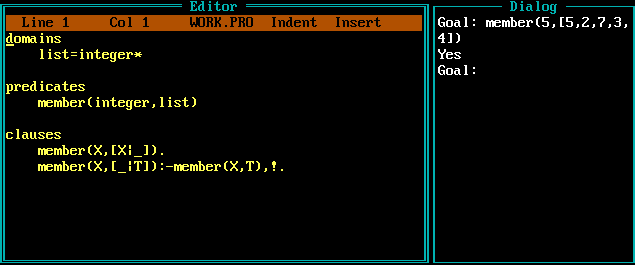 Editor
Line 1 Col 1 WORK.PRO Indent Insert
domains
list=integer*
predicates
member(integer,list)
clauses
member(X,[X|_]).
member(X,[_|T]):-member(X,T),!.
Dialog
Goal: member(5,[5,2,7,3,
4])
Yes
Goal: